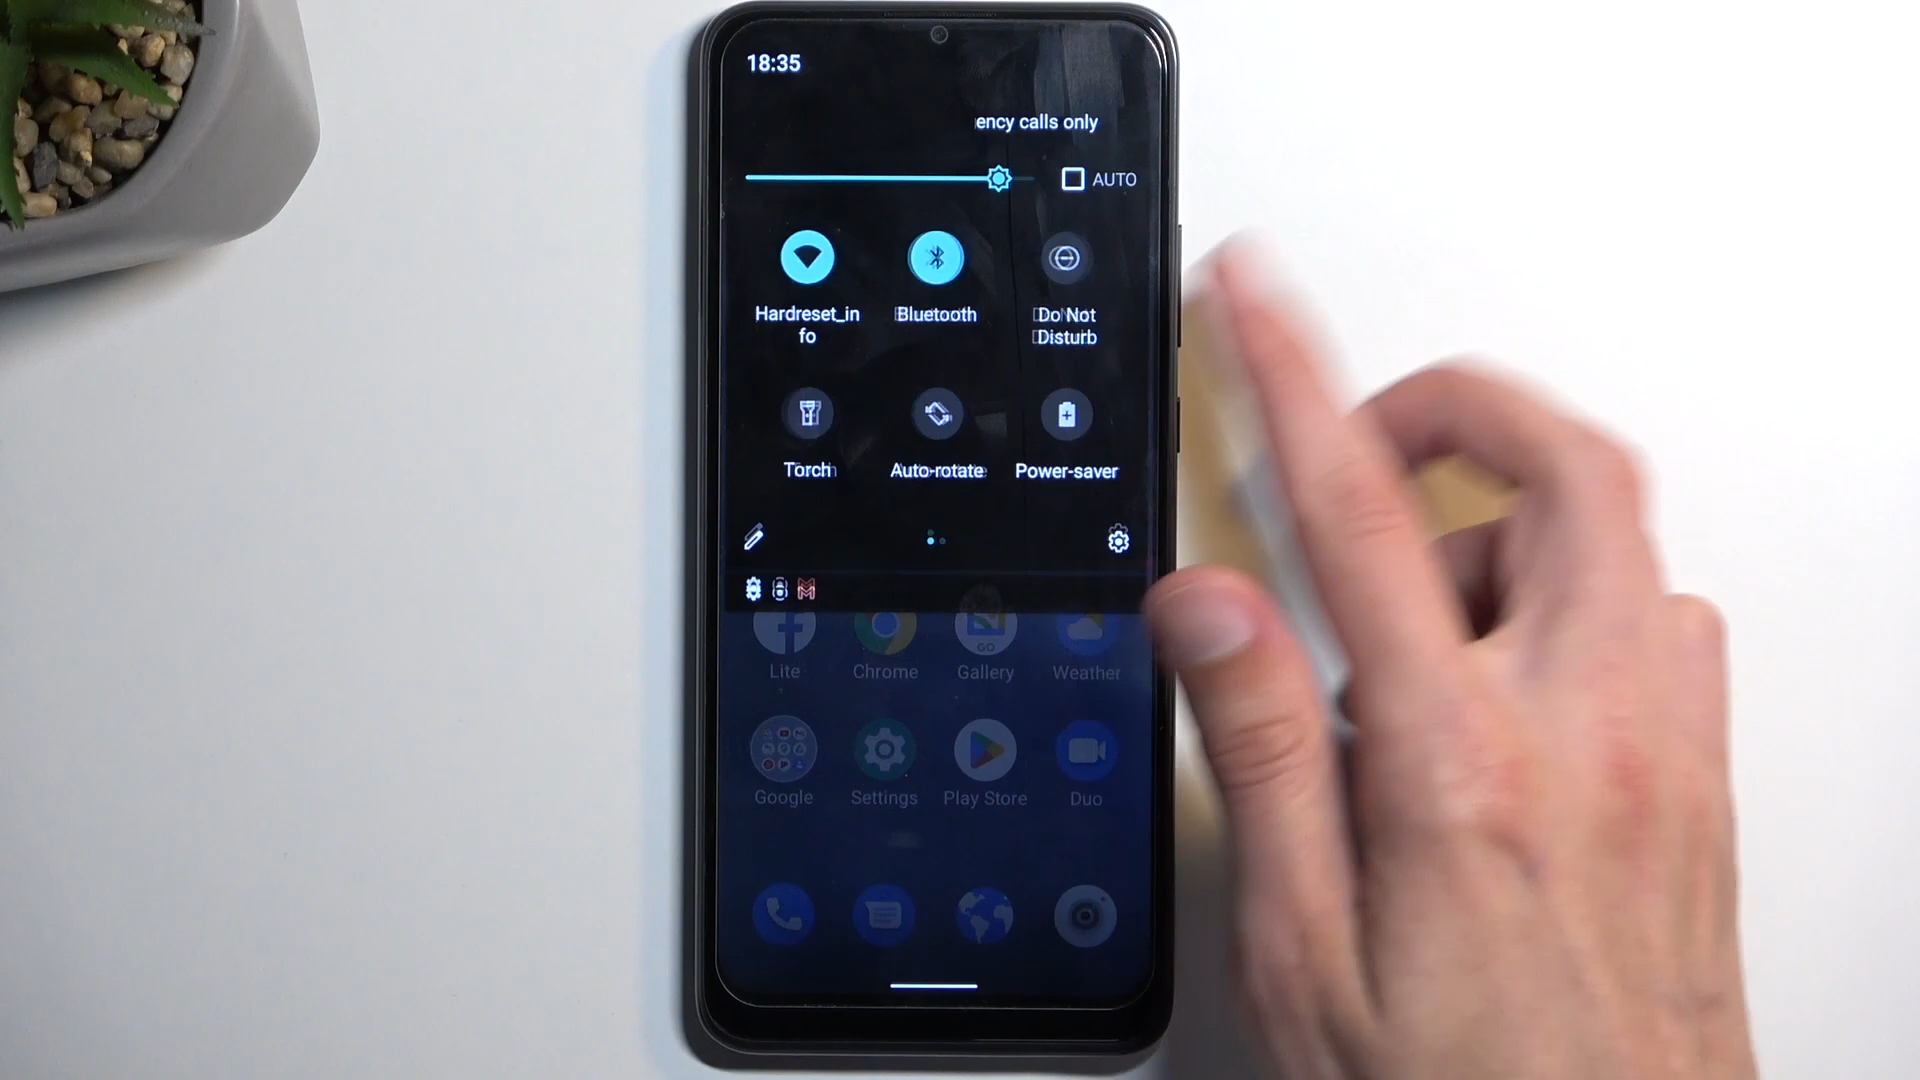 18:35
ency calls only
AUTO
Hardreset_in
fo
Bluetooth
Do Not
Disturb
Torch
Auto-rotate
Power-saver
GO
Lite
Chrome
Gallery
Weather
Google
Settings
Play Store
Duo